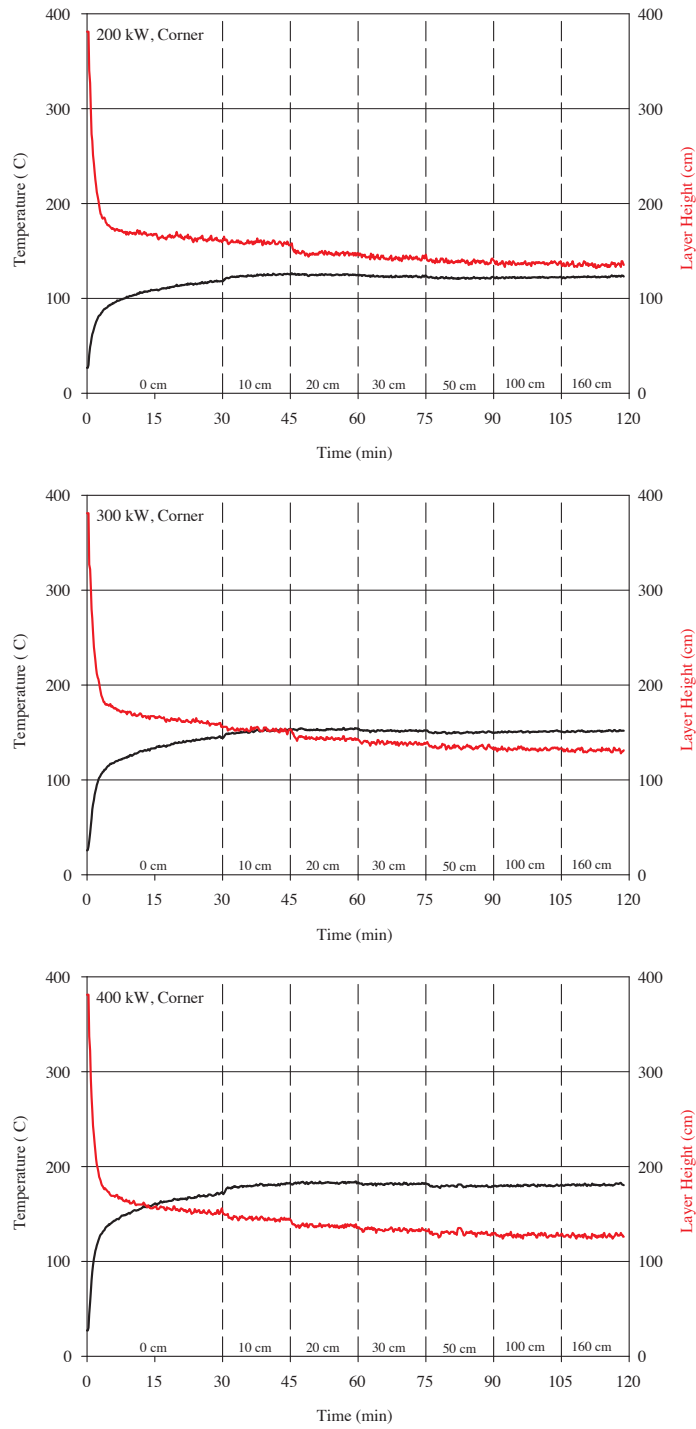 400
400
200 kW, Corner
300
300
Temperature ( C)
Layer Height (cm)
200
200
100
100
0 cm
10 cm
20 cm
30 cm
50 cm
100 cm
160 cm
0
0
0
15
30
45
60
75
90
105
120
Time (min)
400
400
300 kW, Corner
300
300
Temperature ( C)
Layer Height (cm)
200
200
100
100
0 cm
10 cm
20 cm
30 cm
50 cm
100 cm
160 cm
0
0
0
15
30
45
60
75
90
105
120
Time (min)
400
400
400 kW, Corner
300
300
Temperature ( C)
Layer Height (cm)
200
200
100
100
0 cm
10 cm
20 cm
30 cm
50 cm
100 cm
160 cm
0
0
0
15
30
45
60
75
90
105
120
Time (min)